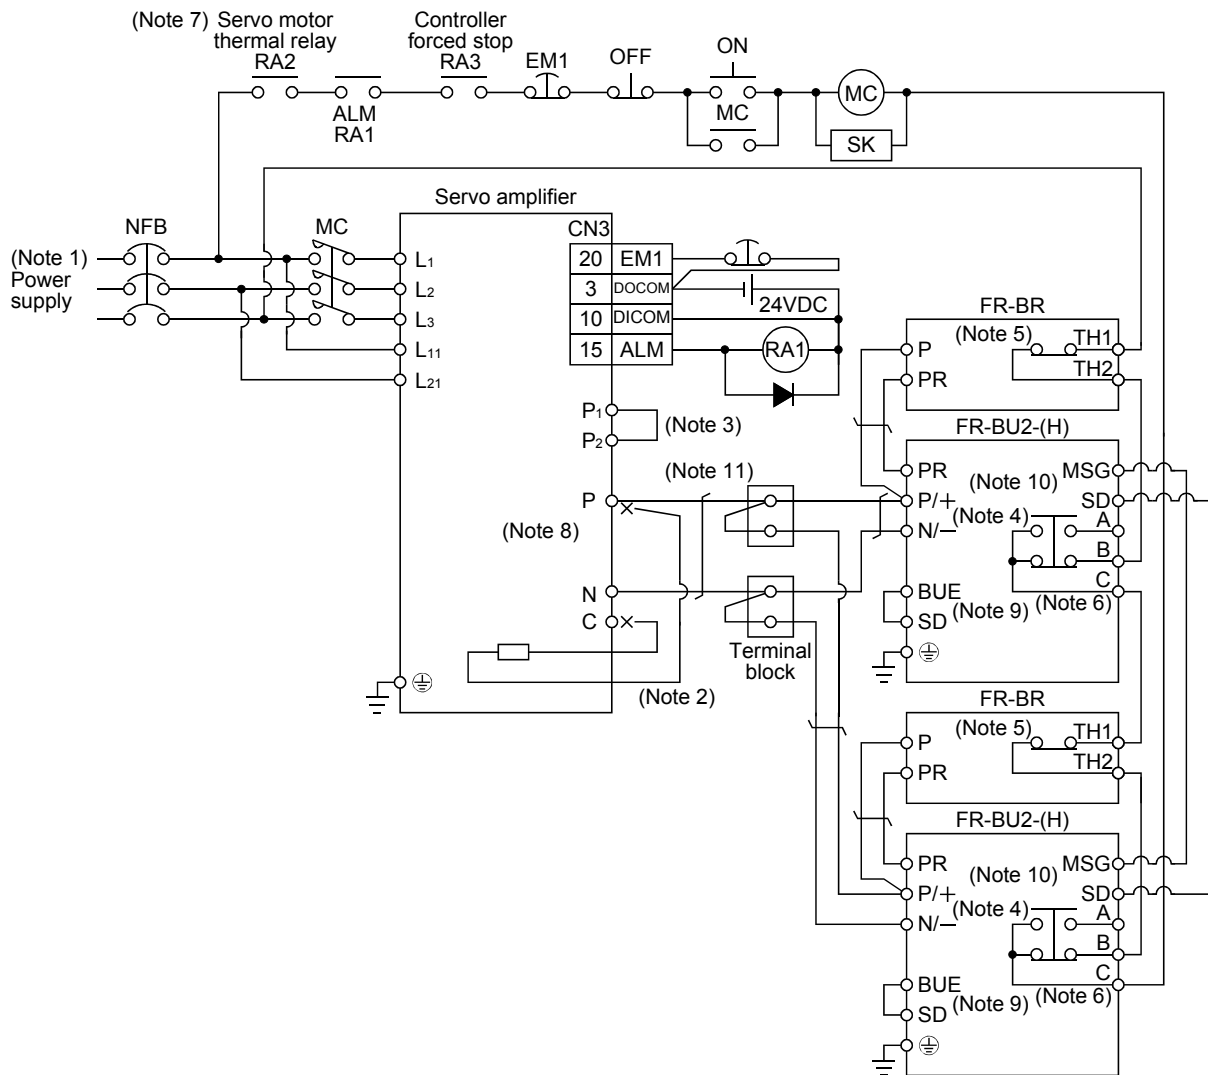 (Note 7) Servo motor
thermal relay
RA2
ALM
RA1
Controller
forced stop
RA3
EM1
OFF
ON
MC
MC
SK
Servo amplifier
NFB
MC
(Note 1)
Power
supply
L1
L2
L3
L11
L21
CN3
20 EM1
3 DOCOM
10 DICOM
15 ALM
24VDC
RA1
P1
P2
(Note 3)
(Note 11)
P
(Note 8)
N
C
(Note 2)
Terminal
block
FR-BR
(Note 5)
P
PR
TH1
TH2
FR-BU2-(H)
PR
P/+
N/−
BUE
SD
(Note 10)
(Note 4)
(Note 9)
(Note 6)
MSG
SD
A
B
C
FR-BR
(Note 5)
P
PR
TH1
TH2
FR-BU2-(H)
PR
P/+
N/−
BUE
SD
(Note 10)
(Note 4)
(Note 9)
(Note 6)
MSG
SD
A
B
C